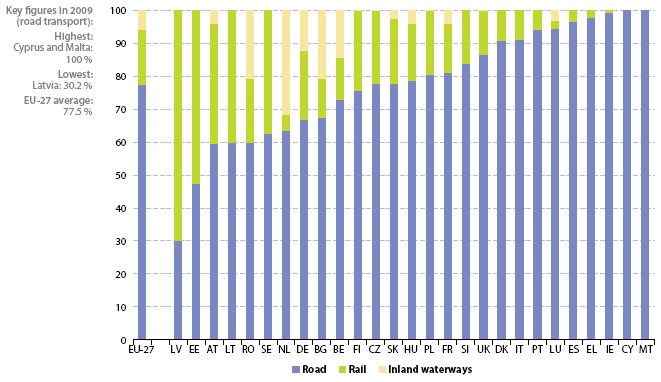 Key figures in 2009
(road transport):
Highest:
Cyprus and Malta:
100 %
Lowest:
Latvia: 30.2 %
EU-27 average:
77.5 %
100
90
80
70
60
50
40
30
20
10
0
EU-27 LV EE AT LT RO SE NL DE BG BE FI CZ SK HU PL FR SI UK DK IT PT LU ES EL IE CY MT
Road Rail Inland waterways